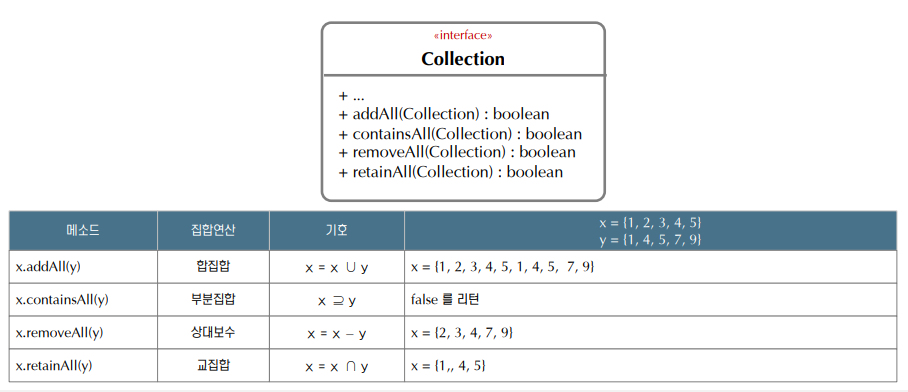 «interface»
Collection
+ ...
+ addAll(Collection) : boolean
+ containsAll(Collection) : boolean
+ removeAll(Collection) : boolean
+ retainAll(Collection) : boolean
메소드 집합연산 기호 x = {1, 2, 3, 4, 5}
y = {1, 4, 5, 7, 9}
x.addAll(y) 합집합 x = x ∪ y x = {1, 2, 3, 4, 5, 1, 4, 5, 7, 9}
x.containsAll(y) 부분집합 x ⊇ y false 를 리턴
x.removeAll(y) 상대보수 x = x – y x = {2, 3, 4, 7, 9}
x.retainAll(y) 교집합 x = x ∩ y x = {1,, 4, 5}